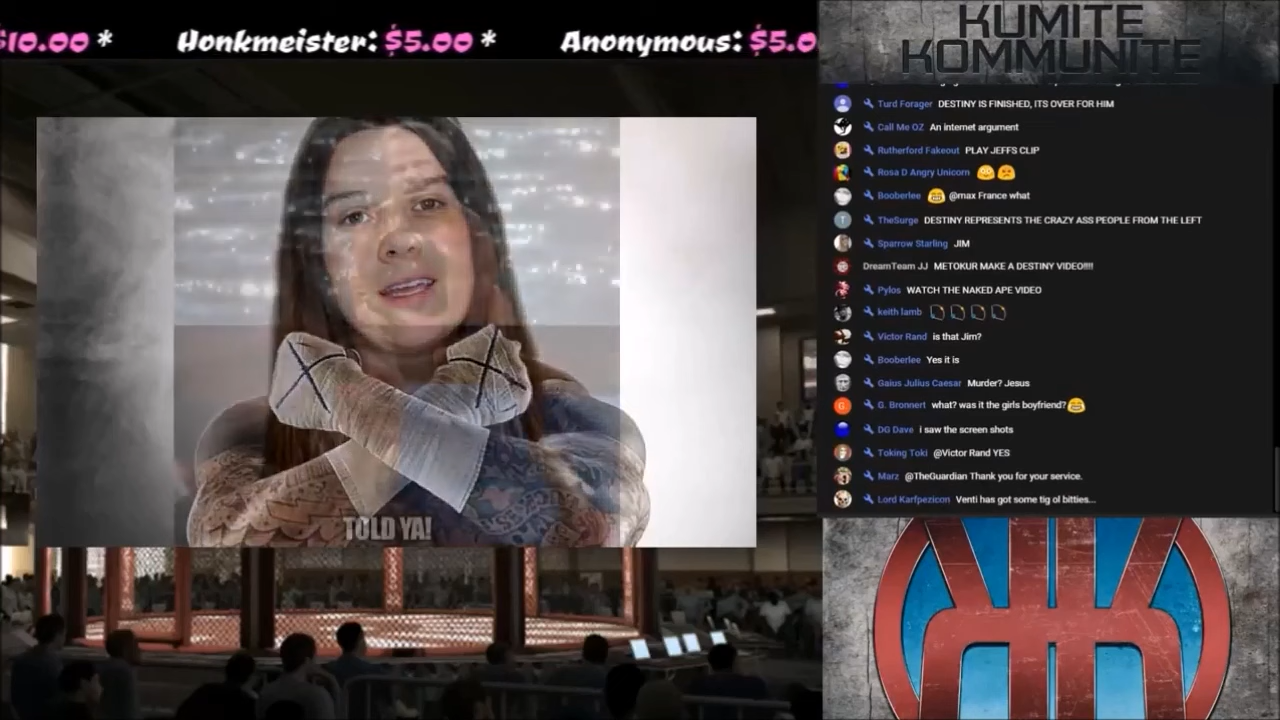 $10.00 * Honkmeister: $5.00 * Anonymous: $5.0
KUMITE
KOMMUNITE
Turd Forager DESTINY IS FINISHED, ITS OVER FOR HIM
Call Me OZ An internet argument
Rutherford Fakeout PLAY JEFFS CLIP
Rosa D Angry Unicorn
Booberlee @max France what
TheSurge DESTINY REPRESENTS THE CRAZY ASS PEOPLE FROM THE LEFT
Sparrow Starling JIM
DreamTeam JJ METOKUR MAKE A DESTINY VIDEO!!!!
Pylos WATCH THE NAKED APE VIDEO
keith lamb
Victor Rand is that Jim?
Booberlee Yes it is
Gaius Julius Caesar Murder? Jesus
G. Bronnert what? was it the girls boyfriend?
DG Dave i saw the screen shots
Toking Toki @Victor Rand YES
Marz @TheGuardian Thank you for your service.
Lord Karfpezicon Venti has got some tig ol bitties...
TOLD YA!